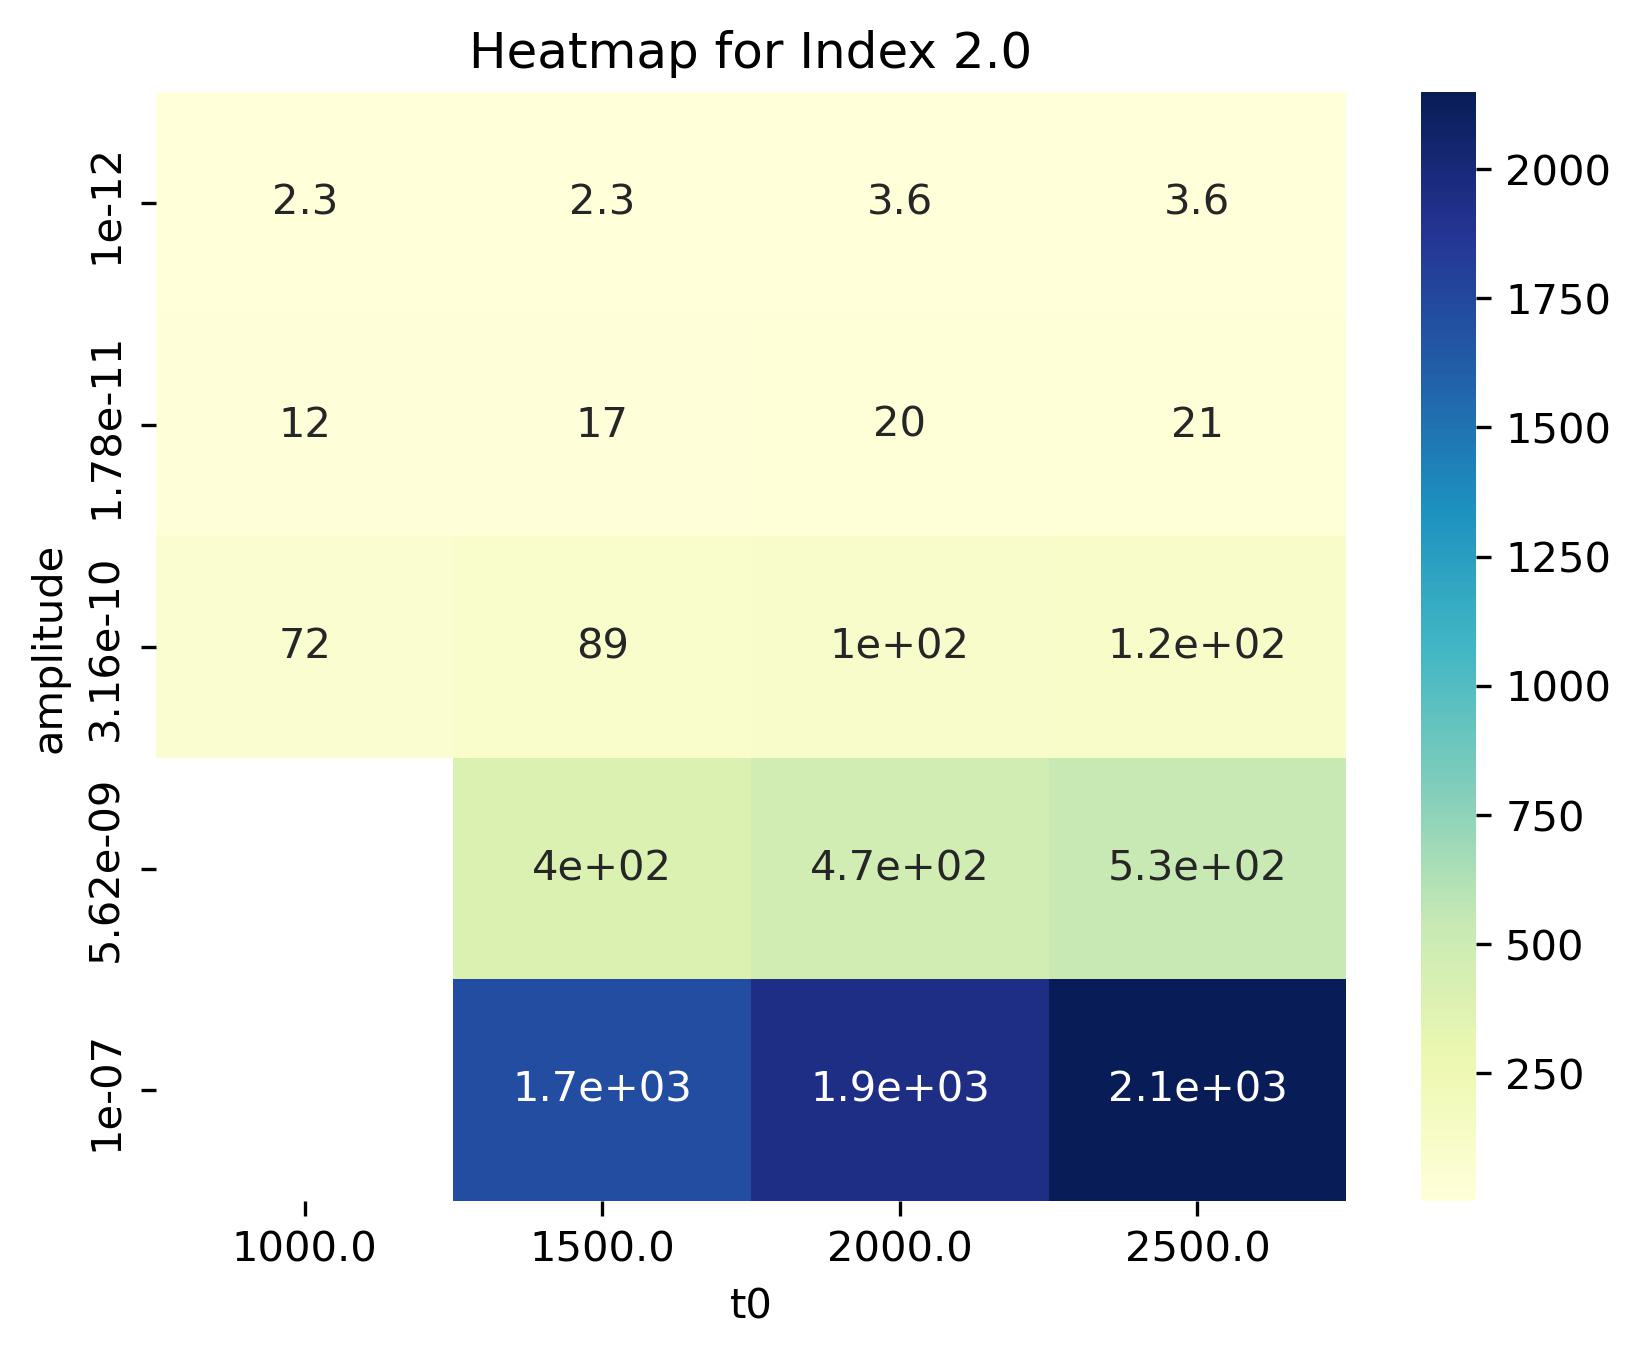 Heatmap for Index 2.0
amplitude
1e-12
2.3 2.3 3.6 3.6
1.78e-11
12 17 20 21
3.16e-10
72 89 1e+02 1.2e+02
5.62e-09
4e+02 4.7e+02 5.3e+02
1e-07
1.7e+03 1.9e+03 2.1e+03
1000.0 1500.0 2000.0 2500.0
t0
2000
1750
1500
1250
1000
750
500
250